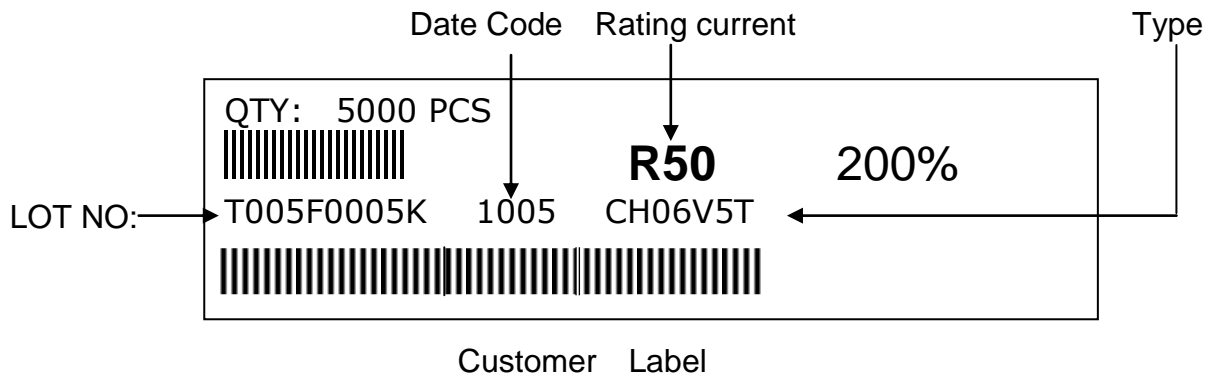 Date Code Rating current Type
QTY: 5000 PCS
R50 200%
LOT NO: T005F0005K 1005 CH06V5T
Customer Label